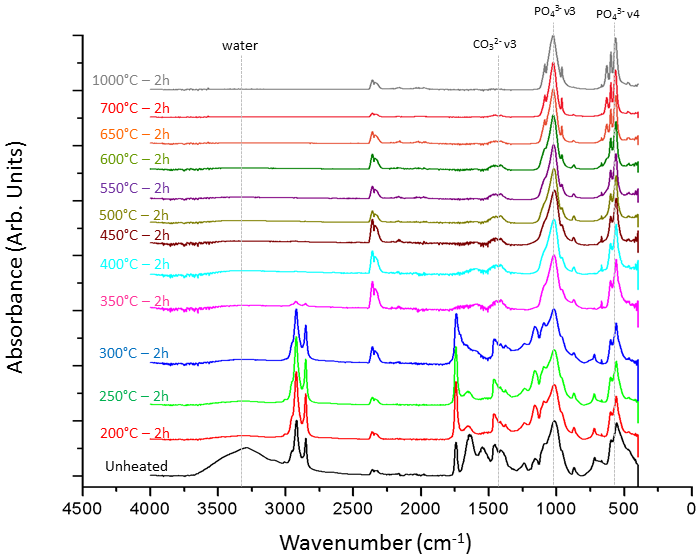 PO₄³⁻ν3 PO₄³⁻ν4
water CO₃²⁻ν3
1000°C – 2h
700°C – 2h
650°C – 2h
600°C – 2h
550°C – 2h
500°C – 2h
450°C – 2h
400°C – 2h
350°C – 2h
300°C – 2h
250°C – 2h
200°C – 2h
Unheated
Absorbance (Arb. Units)
4500 4000 3500 3000 2500 2000 1500 1000 500 0
Wavenumber (cm⁻¹)